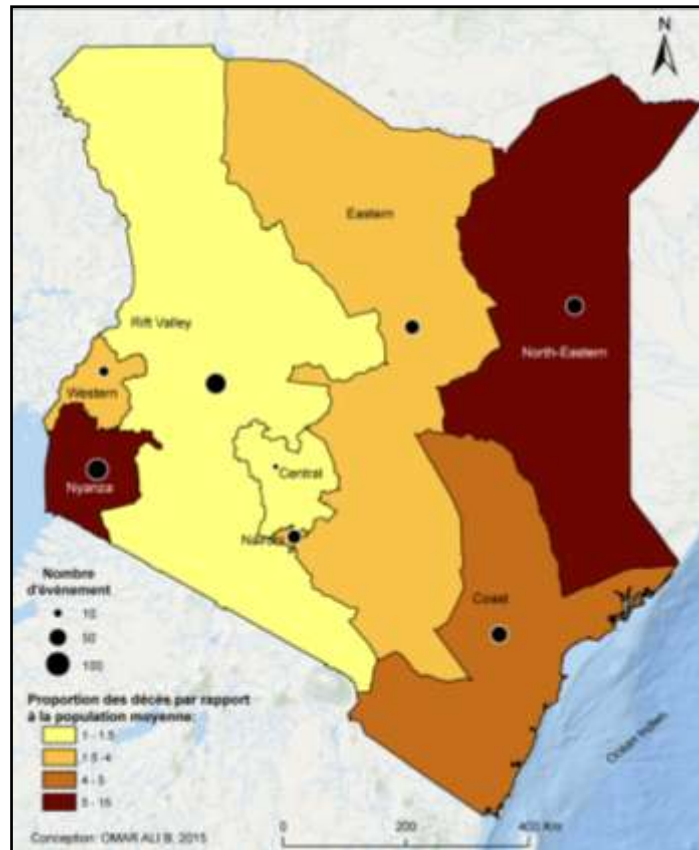 N
Eastern
Rift Valley
North-Eastern
Western
Central
Nyanza
Nairobi
Coast
Nombre
d'évènement
10
50
100
Proportion des décès par rapport
à la population moyenne:
1 - 1.5
1.5 -4
4 - 5
5 - 15
Océan Indien
Conception: OMAR ALI B, 2015
0
200
400 Km